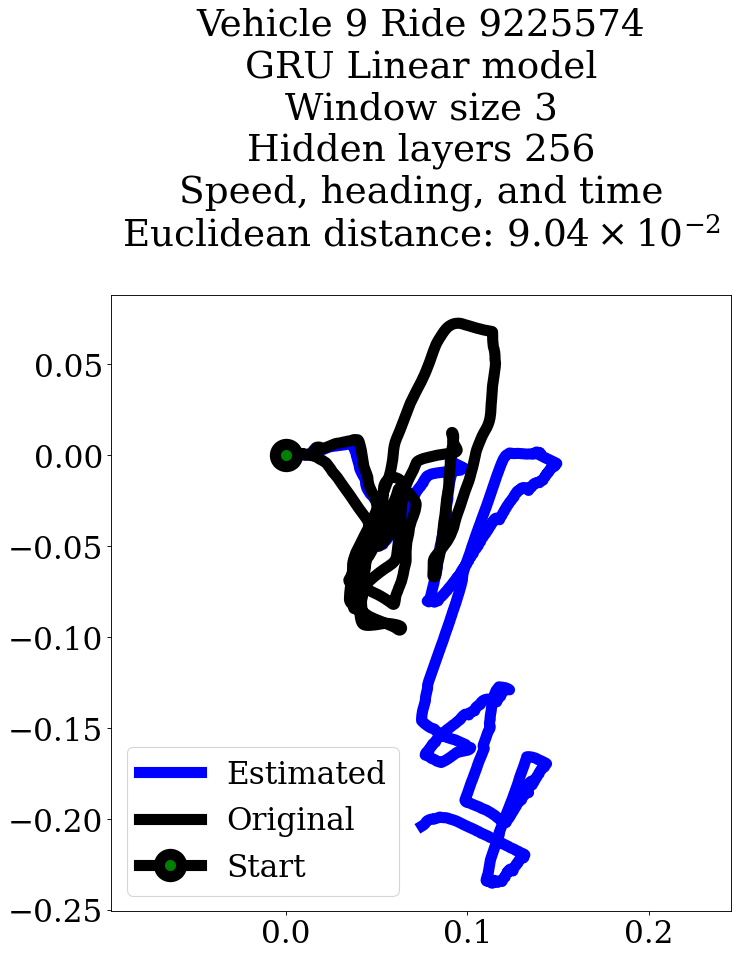 Vehicle 9 Ride 9225574
GRU Linear model
Window size 3
Hidden layers 256
Speed, heading, and time
Euclidean distance: 9.04 × 10⁻²
0.05
0.00
−0.05
−0.10
−0.15
−0.20
−0.25
Estimated
Original
Start
0.0 0.1 0.2